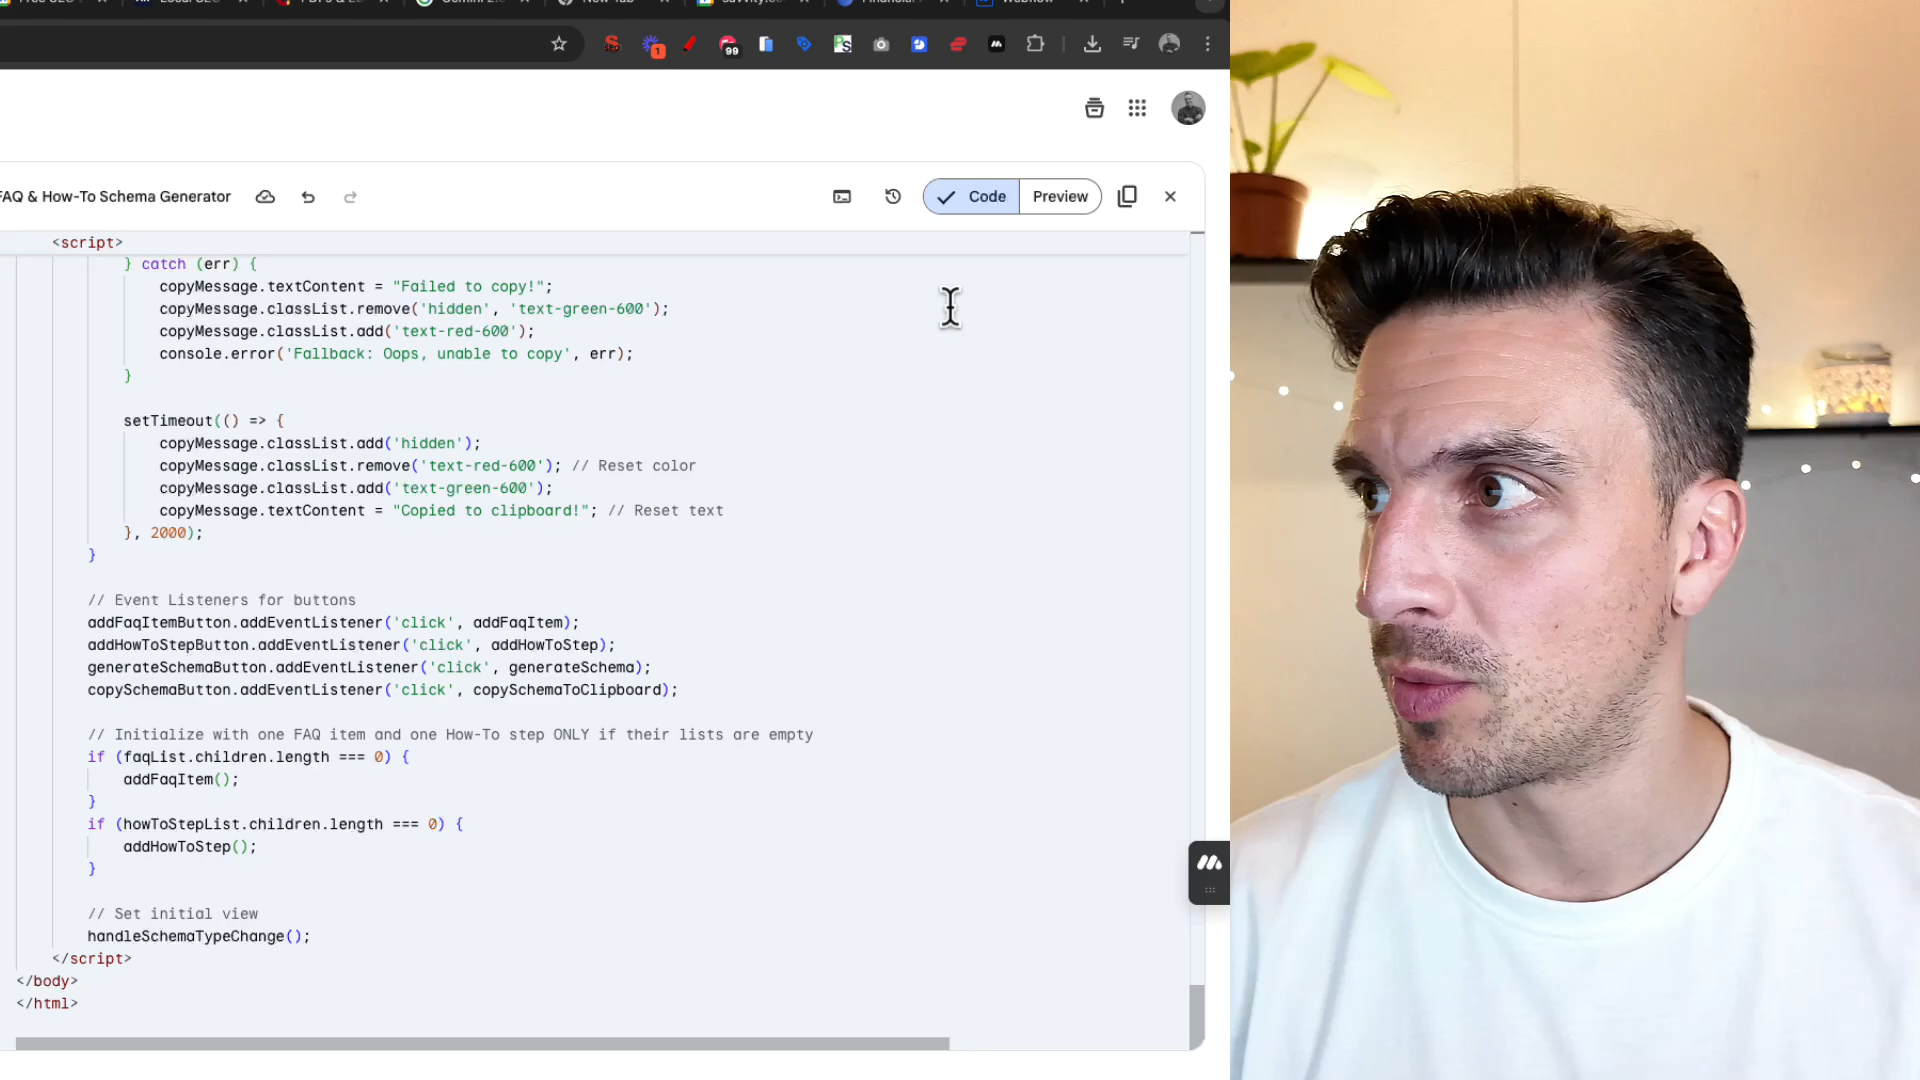 New Tab
1
99
FAQ & How-To Schema Generator
Code
Preview
<script>
} catch (err) {
copyMessage.textContent = "Failed to copy!";
copyMessage.classList.remove('hidden', 'text-green-600');
copyMessage.classList.add('text-red-600');
console.error('Fallback: Oops, unable to copy', err);
}
setTimeout(() => {
copyMessage.classList.add('hidden');
copyMessage.classList.remove('text-red-600'); // Reset color
copyMessage.classList.add('text-green-600');
copyMessage.textContent = "Copied to clipboard!"; // Reset text
}, 2000);
}
// Event Listeners for buttons
addFaqItemButton.addEventListener('click', addFaqItem);
addHowToStepButton.addEventListener('click', addHowToStep);
generateSchemaButton.addEventListener('click', generateSchema);
copySchemaButton.addEventListener('click', copySchemaToClipboard);
// Initialize with one FAQ item and one How-To step ONLY if their lists are empty
if (faqList.children.length === 0) {
addFaqItem();
}
if (howToStepList.children.length === 0) {
addHowToStep();
}
// Set initial view
handleSchemaTypeChange();
</script>
</body>
</html>